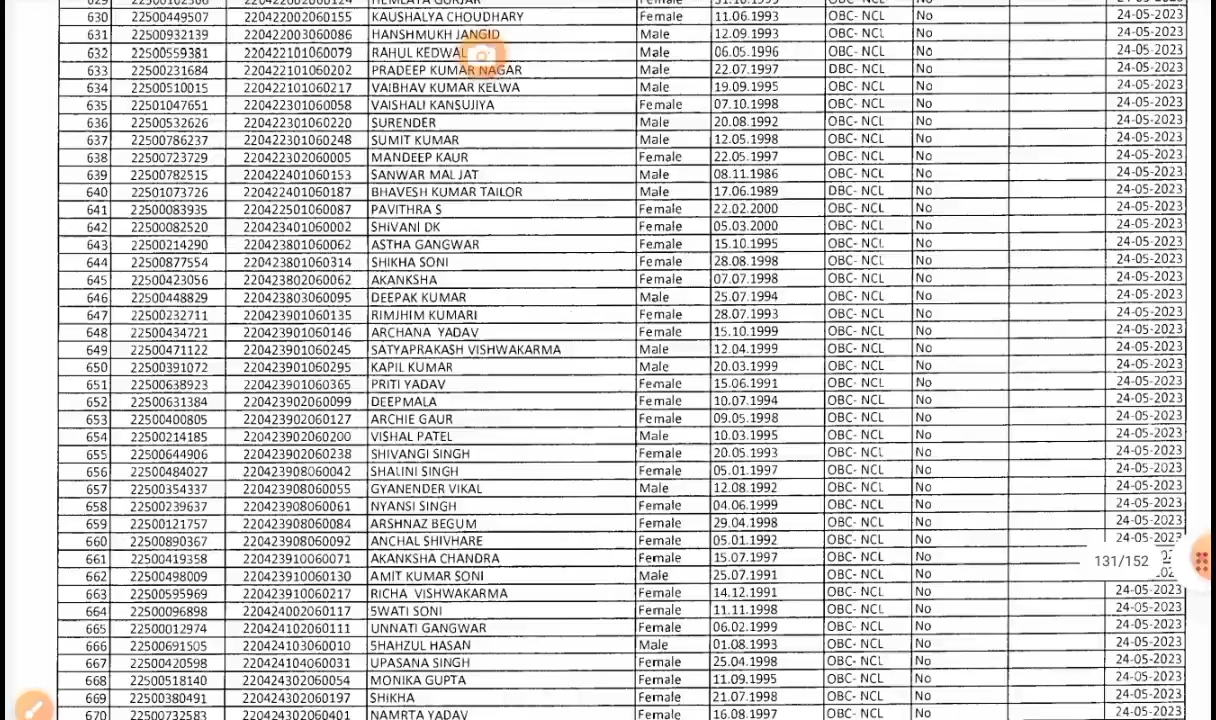 630 22500449507 220422002060155 KAUSHALYA CHOUDHARY Female 11.06.1993 OBC- NCL No 24-05-2023
631 22500932139 220422003060086 HANSHMUKH JANGID Male 12.09.1993 OBC- NCL No 24-05-2023
632 22500559381 220422101060079 RAHUL KEDWAL Male 06.05.1996 OBC- NCL No 24-05-2023
633 22500231684 220422101060202 PRADEEP KUMAR NAGAR Male 22.07.1997 DBC- NCL No 24-05-2023
634 22500510015 220422101060217 VAIBHAV KUMAR KELWA Male 19.09.1995 OBC- NCL No 24-05-2023
635 22501047651 220422301060058 VAISHALI KANSUJIYA Female 07.10.1998 OBC- NCL No 24-05-2023
636 22500532626 220422301060220 SURENDER Male 20.08.1992 OBC- NCL No 24-05-2023
637 22500786237 220422301060248 SUMIT KUMAR Male 12.05.1998 OBC- NCL No 24-05-2023
638 22500723729 220422302060005 MANDEEP KAUR Female 22.05.1997 OBC- NCL No 24-05-2023
639 22500782515 220422401060153 SANWAR MAL JAT Male 08.11.1986 OBC- NCL No 24-05-2023
640 22501073726 220422401060187 BHAVESH KUMAR TAILOR Male 17.06.1989 DBC- NCL No 24-05-2023
641 22500083935 220422501060087 PAVITHRA S Female 22.02.2000 OBC- NCL No 24-05-2023
642 22500082520 220423401060002 SHIVANI DK Female 05.03.2000 OBC- NCL No 24-05-2023
643 22500214290 220423801060062 ASTHA GANGWAR Female 15.10.1995 OBC- NCL No 24-05-2023
644 22500877554 220423801060314 SHIKHA SONI Female 28.08.1998 OBC- NCL No 24-05-2023
645 22500423056 220423802060062 AKANKSHA Female 07.07.1998 OBC- NCL No 24-05-2023
646 22500448829 220423803060095 DEEPAK KUMAR Male 25.07.1994 OBC- NCL No 24-05-2023
647 22500232711 220423901060135 RIMJHIM KUMARI Female 28.07.1993 OBC- NCL No 24-05-2023
648 22500434721 220423901060146 ARCHANA YADAV Female 15.10.1999 OBC- NCL No 24-05-2023
649 22500471122 220423901060245 SATYAPRAKASH VISHWAKARMA Male 12.04.1999 OBC- NCL No 24-05-2023
650 22500391072 220423901060295 KAPIL KUMAR Male 20.03.1999 OBC- NCL No 24-05-2023
651 22500638923 220423901060365 PRITI YADAV Female 15.06.1991 OBC- NCL No 24-05-2023
652 22500631384 220423902060099 DEEPMALA Female 10.07.1994 OBC- NCL No 24-05-2023
653 22500400805 220423902060127 ARCHIE GAUR Female 09.05.1998 OBC- NCL No 24-05-2023
654 22500214185 220423902060200 VISHAL PATEL Male 10.03.1995 OBC- NCL No 24-05-2023
655 22500644906 220423902060238 SHIVANGI SINGH Female 20.05.1993 OBC- NCL No 24-05-2023
656 22500484027 220423908060042 SHALINI SINGH Female 05.01.1997 OBC- NCL No 24-05-2023
657 22500354337 220423908060055 GYANENDER VIKAL Male 12.08.1992 OBC- NCL No 24-05-2023
658 22500239637 220423908060061 NYANSI SINGH Female 04.06.1999 OBC- NCL No 24-05-2023
659 22500121757 220423908060084 ARSHNAZ BEGUM Female 29.04.1998 OBC- NCL No 24-05-2023
660 22500890367 220423908060092 ANCHAL SHIVHARE Female 05.01.1992 OBC- NCL No 24-05-2023
661 22500419358 220423910060071 AKANKSHA CHANDRA Female 15.07.1997 OBC- NCL No 131/152
662 22500498009 220423910060130 AMIT KUMAR SONI Male 25.07.1991 OBC- NCL No
663 22500595969 220423910060217 RICHA VISHWAKARMA Female 14.12.1991 OBC- NCL No 24-05-2023
664 22500096898 220424002060117 5WATI SONI Female 11.11.1998 OBC- NCL No 24-05-2023
665 22500012974 220424102060111 UNNATI GANGWAR Female 06.02.1999 OBC- NCL No 24-05-2023
666 22500691505 220424103060010 5HAHZUL HASAN Male 01.08.1993 OBC- NCL No 24-05-2023
667 22500420598 220424104060031 UPASANA SINGH Female 25.04.1998 OBC- NCL No 24-05-2023
668 22500518140 220424302060054 MONIKA GUPTA Female 11.09.1995 OBC- NCL No 24-05-2023
669 22500380491 220424302060197 SHIKHA Female 21.07.1998 OBC- NCL No 24-05-2023
670 22500732583 220424302060401 NAMRTA YADAV Female 16.08.1997 OBC- NCL No 24-05-2023